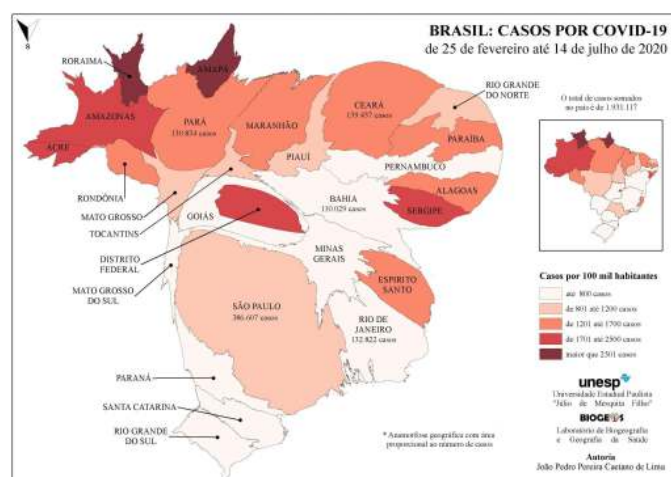 BRASIL: CASOS POR COVID-19
de 25 de fevereiro até 14 de julho de 2020
RORAIMA
AMAPÁ
RIO GRANDE
DO NORTE
CEARÁ
139.437 casos
AMAZONAS
PARÁ
130.834 casos
MARANHÃO
PARAÍBA
PIAUÍ
ACRE
PERNAMBUCO
RONDÔNIA
ALAGOAS
MATO GROSSO
BAHIA
110.029 casos
GOIÁS
SERGIPE
TOCANTINS
DISTRITO
FEDERAL
MINAS
GERAIS
ESPIRITO
SANTO
MATO GROSSO
DO SUL
SÃO PAULO
386.607 casos
RIO DE
JANEIRO
132.822 casos
PARANÁ
SANTA CATARINA
RIO GRANDE
DO SUL
* Anamorfose geográfica com área
proporcional ao número de casos
O total de casos somados
no país é de 1.931.117
Casos por 100 mil habitantes
até 800 casos
de 801 até 1200 casos
de 1201 até 1700 casos
de 1701 até 2500 casos
maior que 2501 casos
unesp
Universidade Estadual Paulista
"Júlio de Mesquita Filho"
BIOGEOS
Laboratório de Biogeografia
e Geografia da Saúde
Autoria
João Pedro Pereira Caetano de Lima